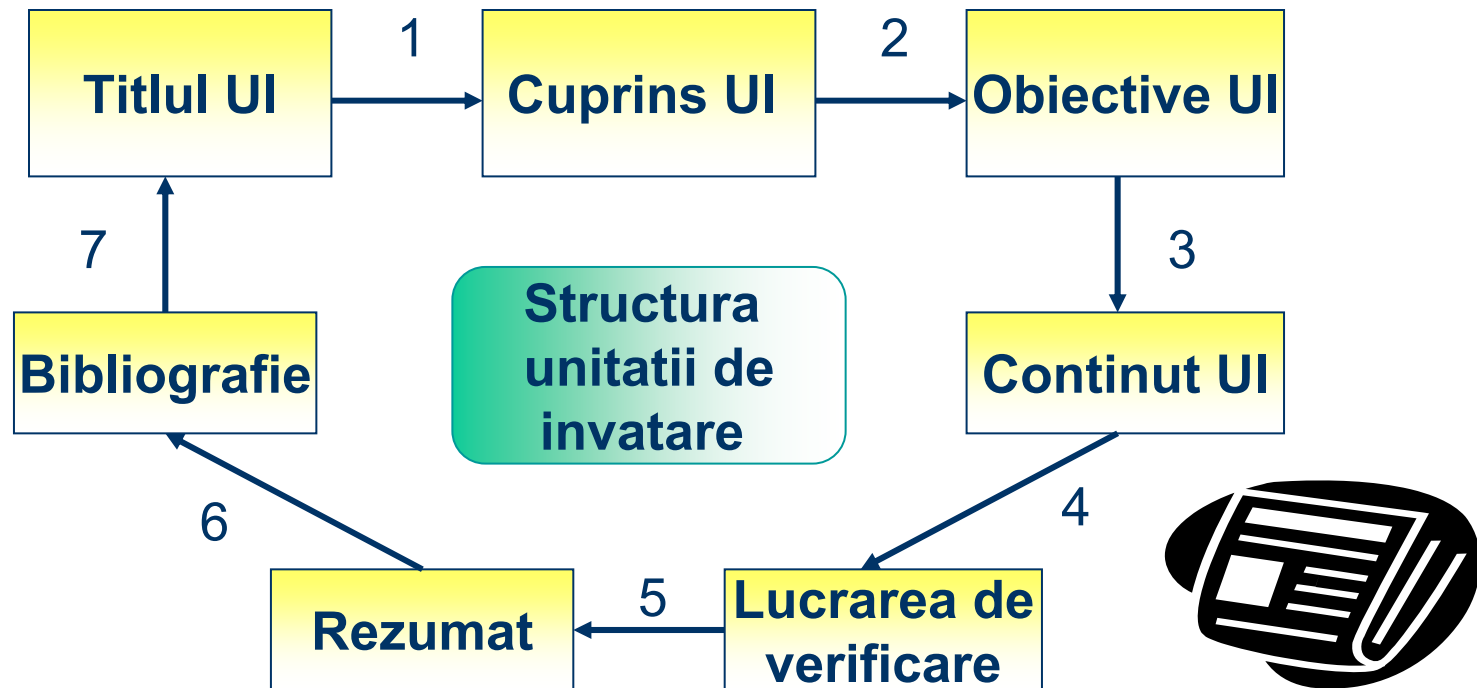 Titlul UI
1
Cuprins UI
2
Obiective UI
7
3
Structura
unitatii de
invatare
Bibliografie
Continut UI
6
4
Rezumat
5
Lucrarea de
verificare